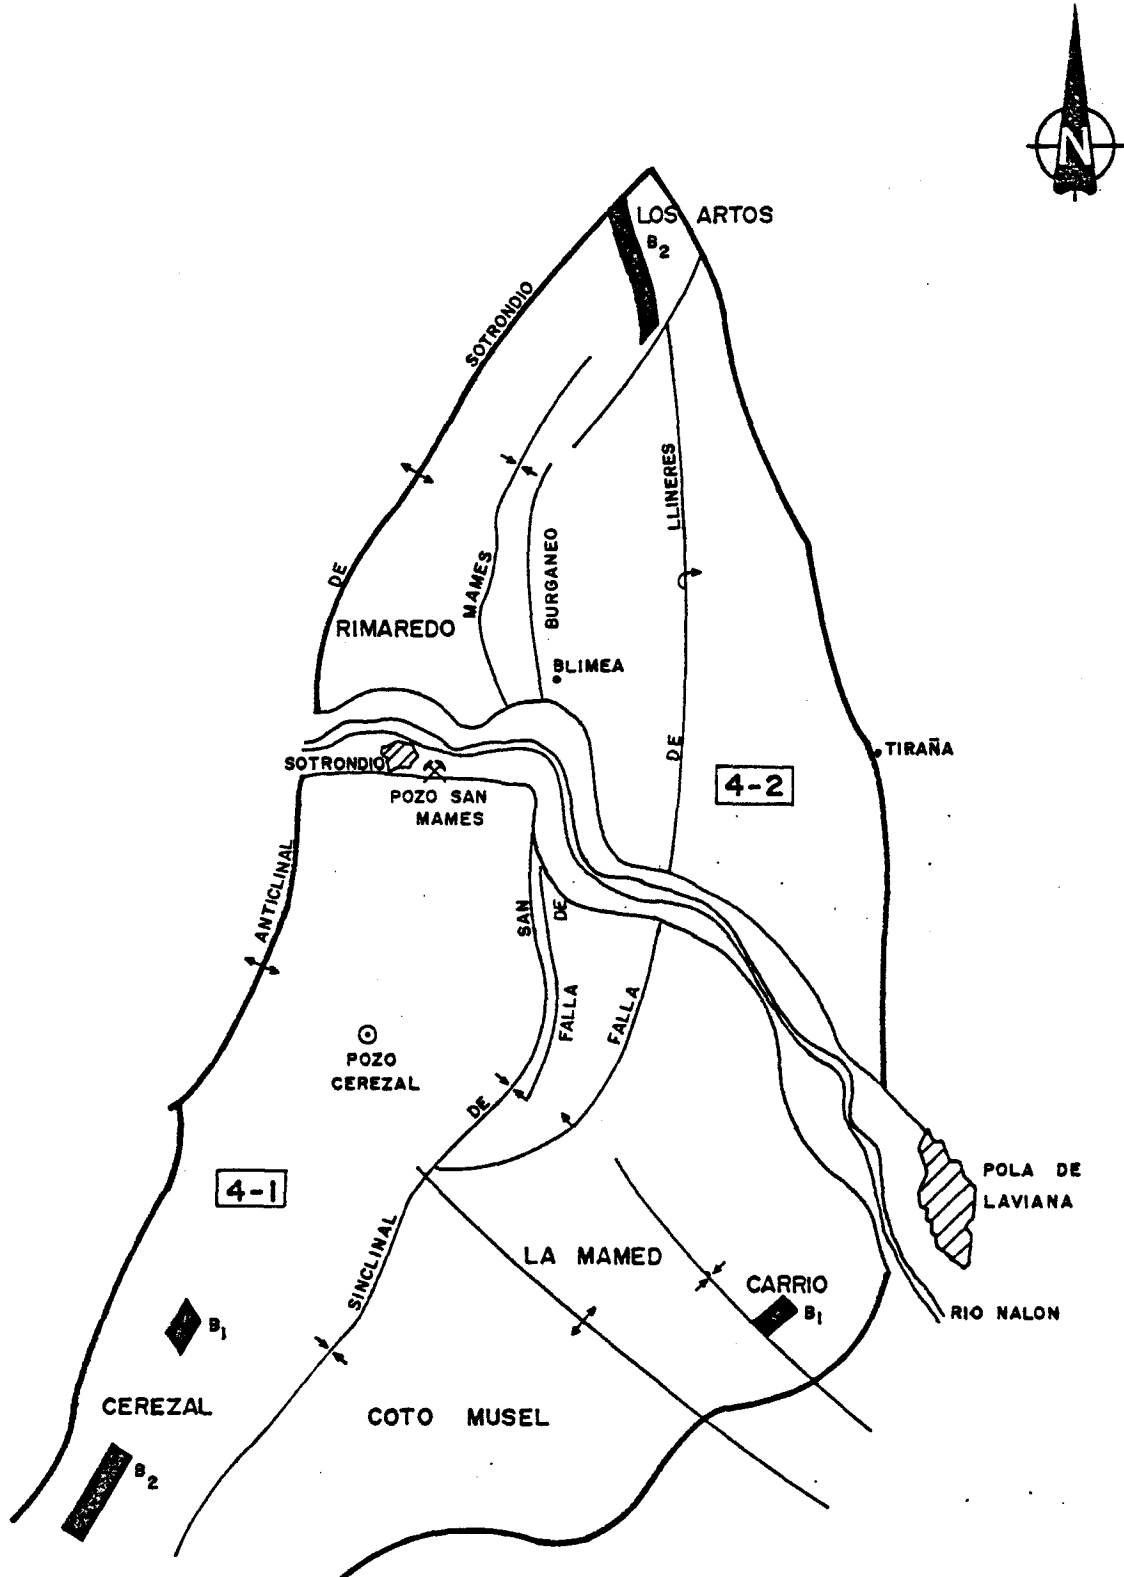 N
LOS ARTOS
B2
SOTRONDIO
LLINERES
BURGANEO
MAMES
DE
RIMAREDO
BLIMEA
DE
TIRAÑA
SOTRONDIO
4-2
POZO SAN
MAMES
ANTICLINAL
SAN
DE
FALLA
FALLA
POZO
CEREZAL
DE
4-1
POLA DE
LAVIANA
SINCLINAL
LA MAMED
CARRIO
B1
RIO NALON
B1
CEREZAL
COTO MUSEL
B2